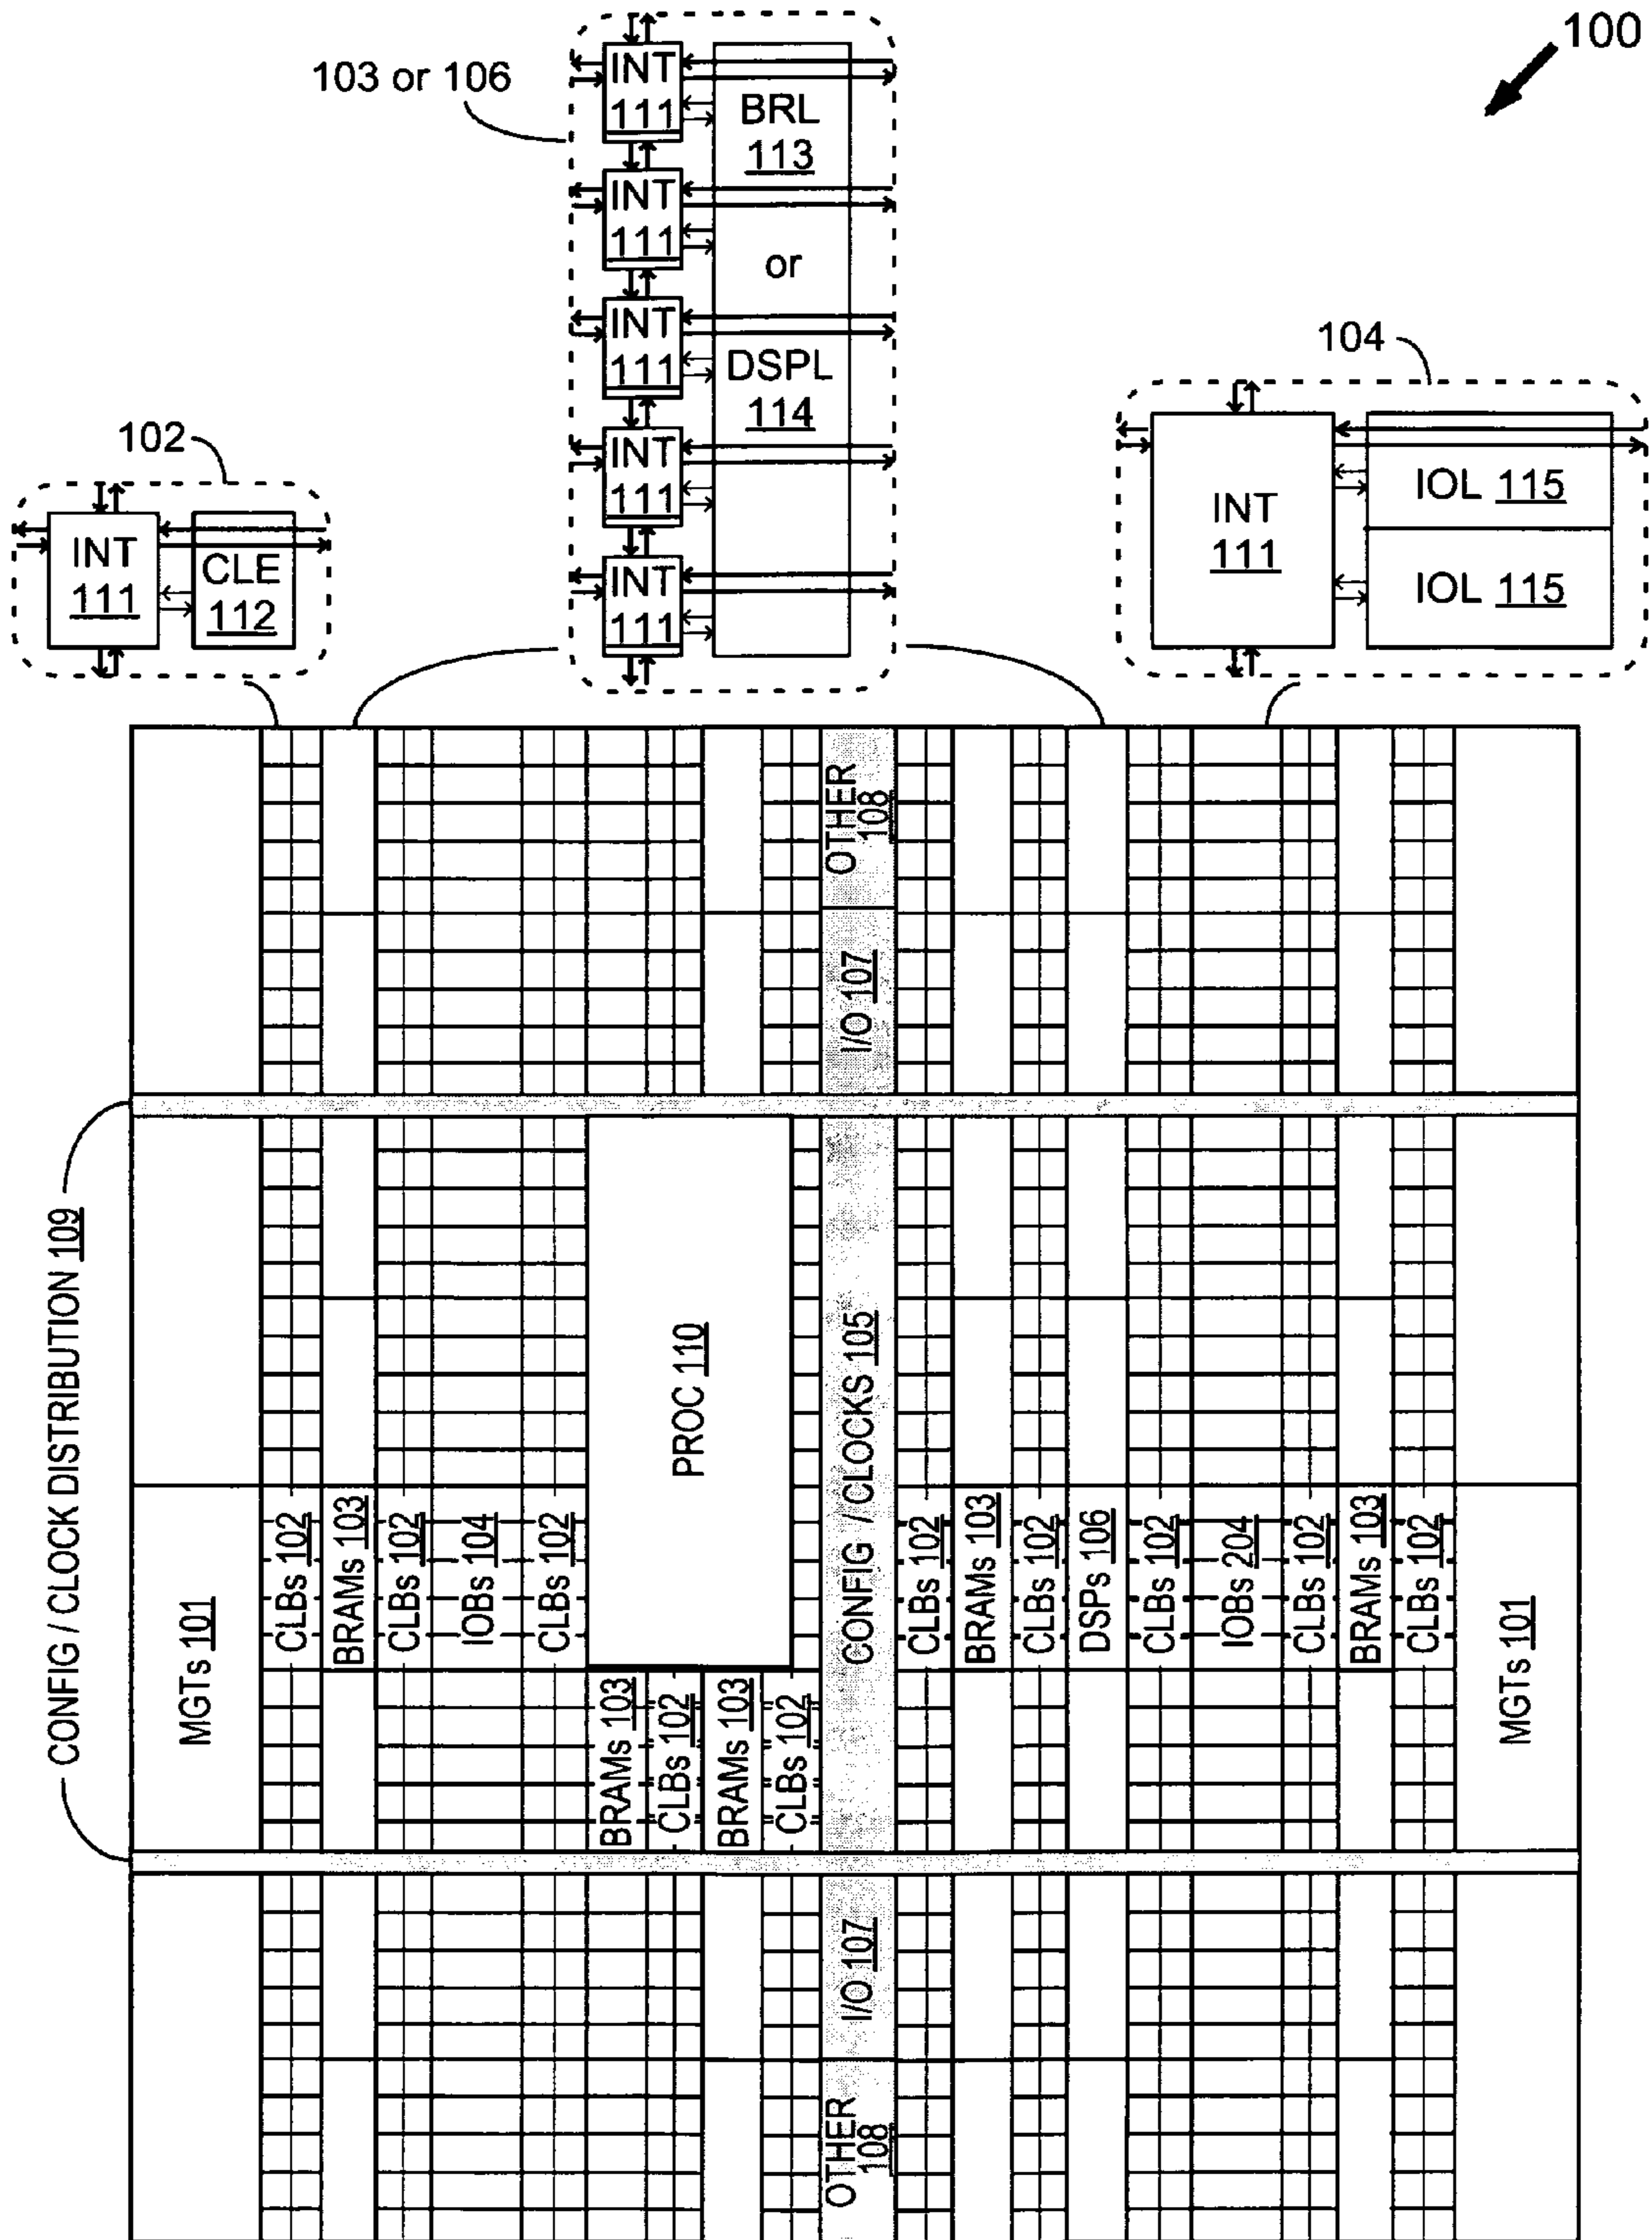 100
103 or 106
INT
111
INT
111
INT
111
INT
111
INT
111
BRL
113
or
DSPL
114
104
INT
111
IOL 115
IOL 115
102
INT
111
CLE
112
CONFIG / CLOCK DISTRIBUTION 109
OTHER
108
I/O 107
PROC 110
CONFIG / CLOCKS 105
MGTs 101
CLBs 102
BRAMs 103
CLBs 102
IOBs 104
CLBs 102
BRAMs 103
CLBs 102
BRAMs 103
CLBs 102
CLBs 102
BRAMs 103
CLBs 102
DSPs 106
CLBs 102
IOBs 204
CLBs 102
BRAMs 103
CLBs 102
MGTs 101
I/O 107
OTHER
108